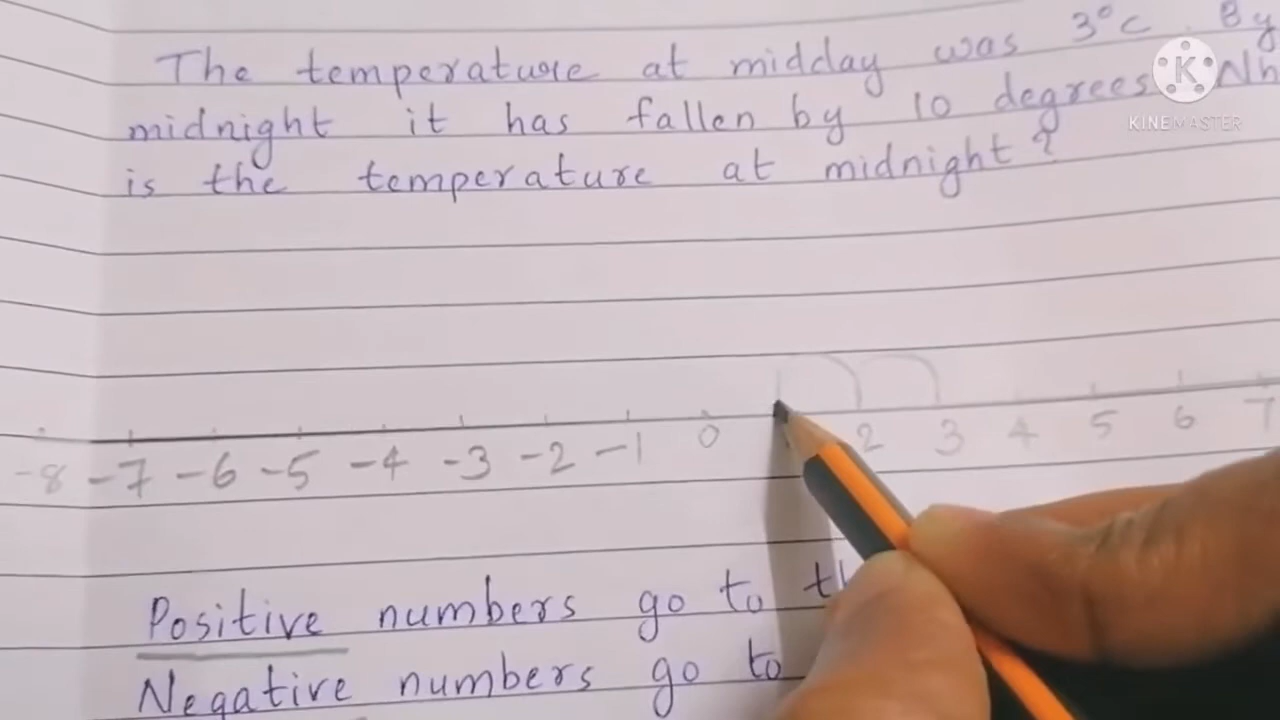 The temperature at midday was 3°C. By
midnight it has fallen by 10 degrees.
is the temperature at midnight?
K
KINEMASTER
-8 -7 -6 -5 -4 -3 -2 -1 0 2 3 4 5 6 7
Positive numbers go to
Negative numbers go to